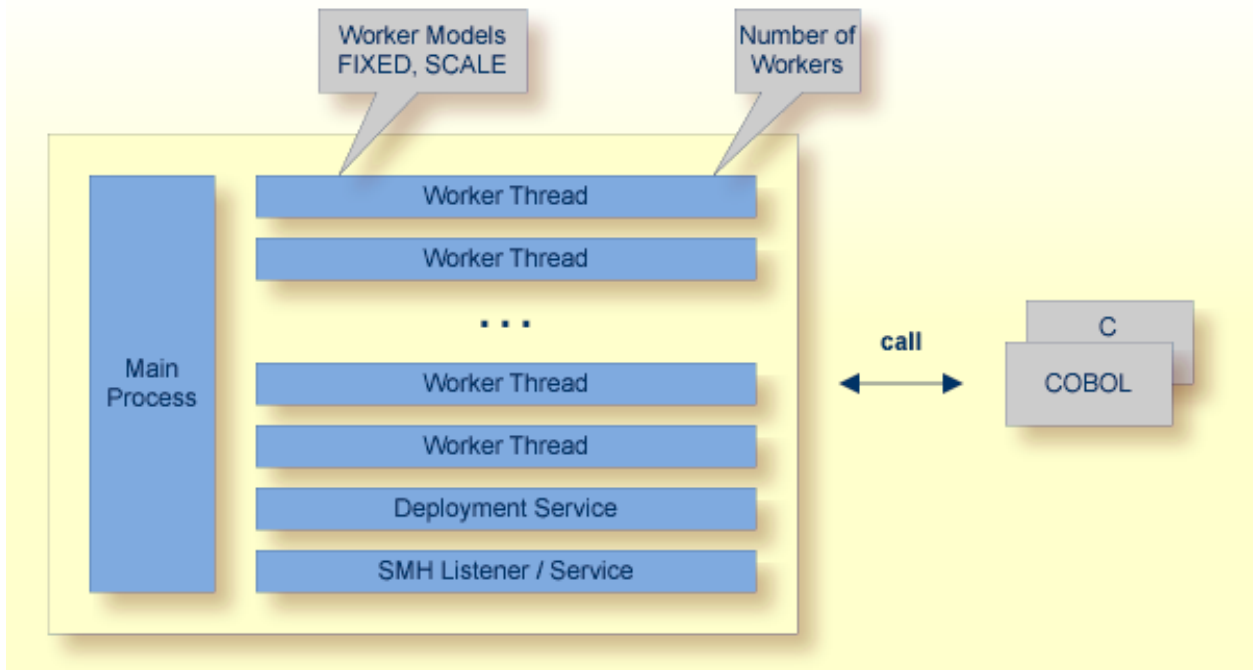 Worker Models
FIXED, SCALE
Number of
Workers
Main
Process
Worker Thread
Worker Thread
...
Worker Thread
Worker Thread
Deployment Service
SMH Listener / Service
call
C
COBOL